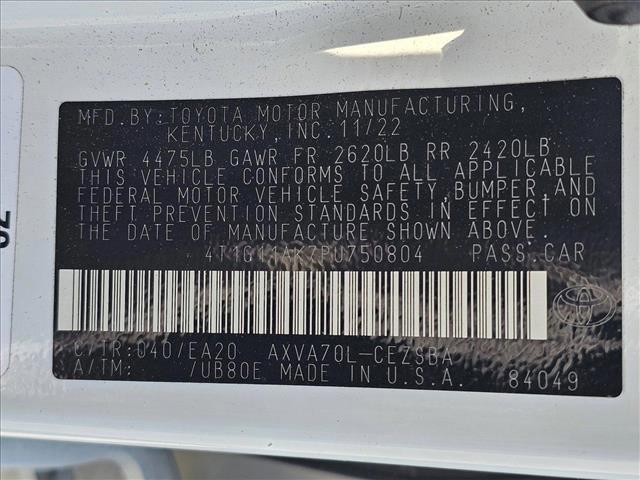 MFD.BY:TOYOTA MOTOR MANUFACTURING,
KENTUCKY,INC. 11/22
GVWR 4475LB GAWR FR 2620LB RR 2420LB
THIS VEHICLE CONFORMS TO ALL APPLICABLE
FEDERAL MOTOR VEHICLE SAFETY,BUMPER,AND
THEFT PREVENTION STANDARDS IN EFFECT ON
THE DATE OF MANUFACTURE SHOWN ABOVE.
PASS.CAR
C/TR:040/EA20 AXVA70L-CEZSBA
A/TM: /UB80E MADE IN U.S.A. 84049